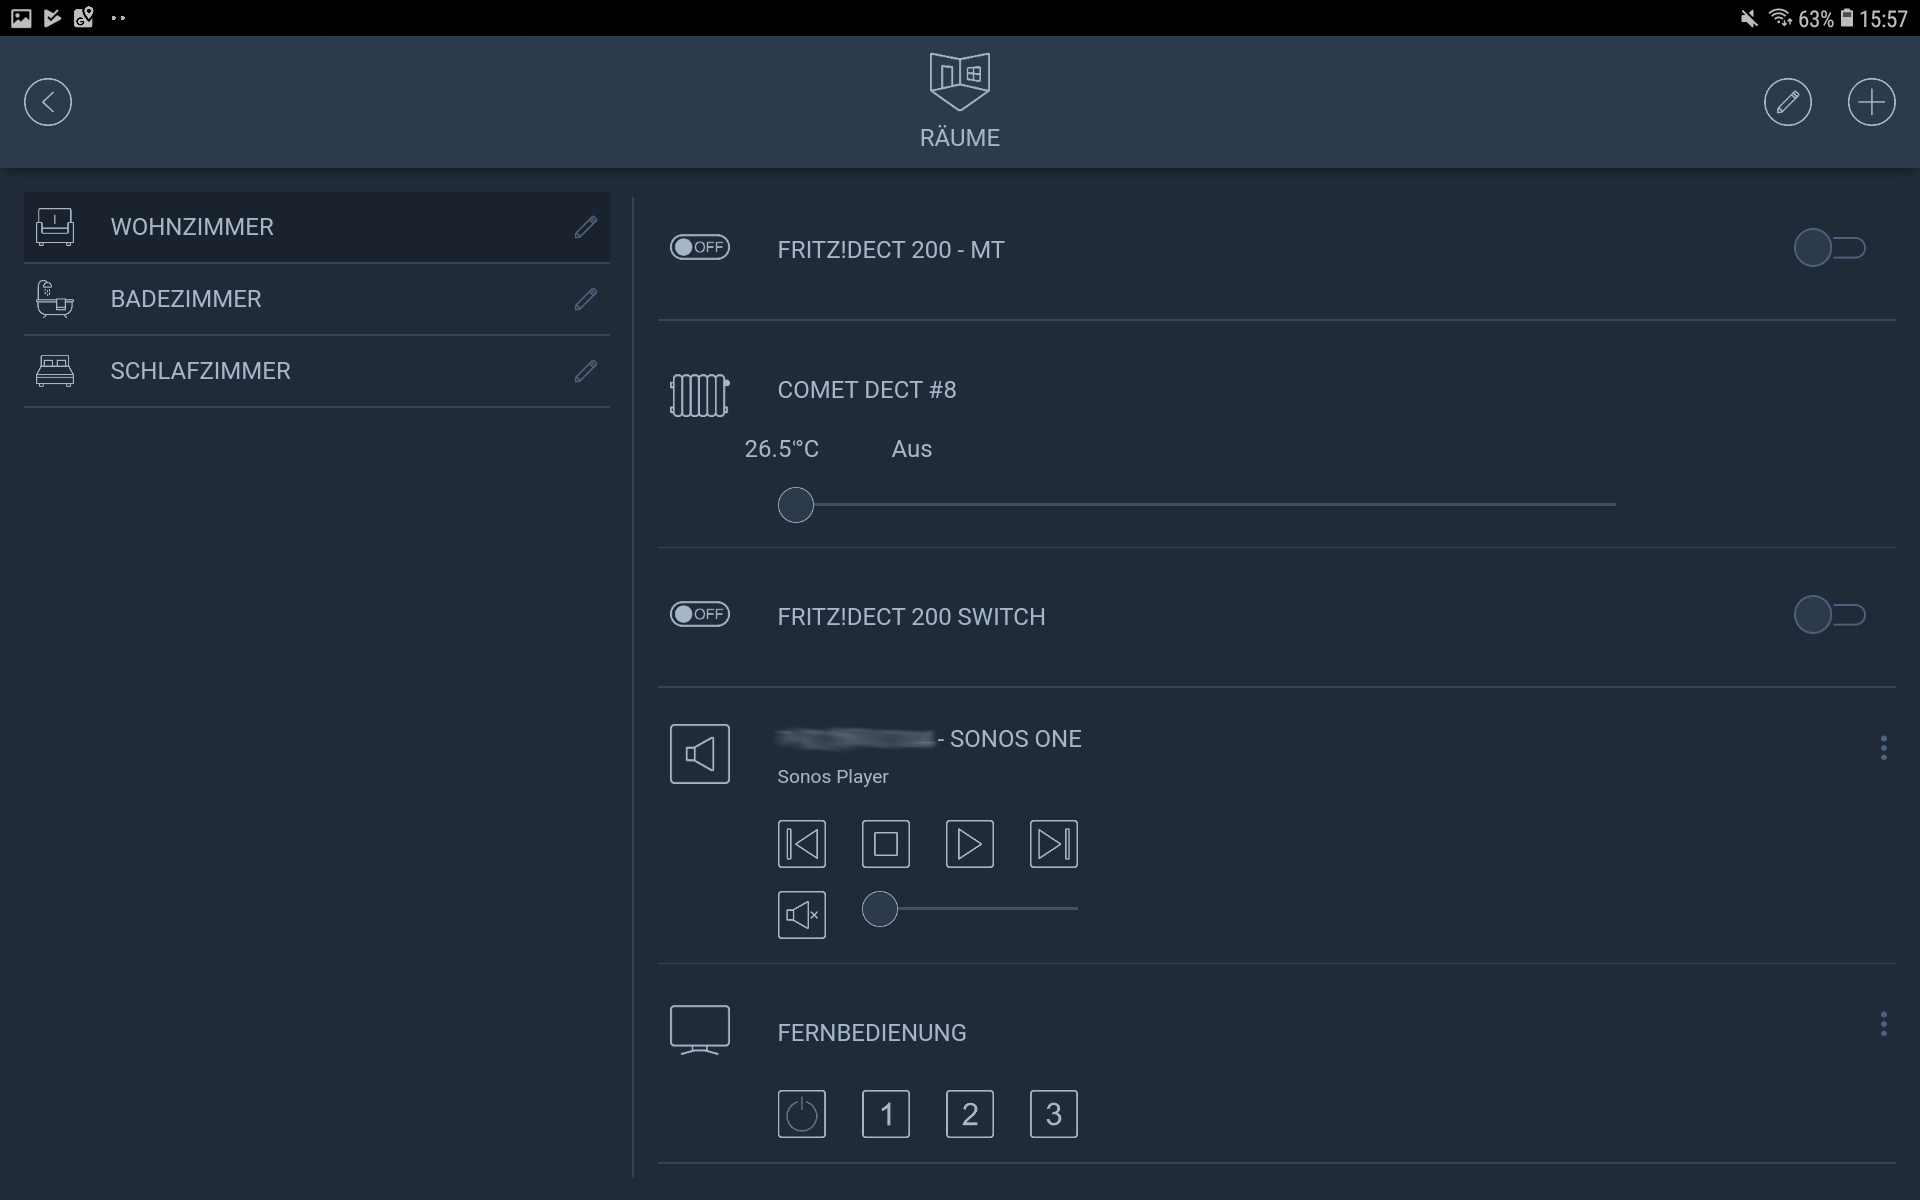 63% 15:57
RÄUME
WOHNZIMMER
BADEZIMMER
SCHLAFZIMMER
OFF FRITZ!DECT 200 - MT
COMET DECT #8
26.5°C Aus
OFF FRITZ!DECT 200 SWITCH
- SONOS ONE
Sonos Player
FERNBEDIENUNG
1 2 3